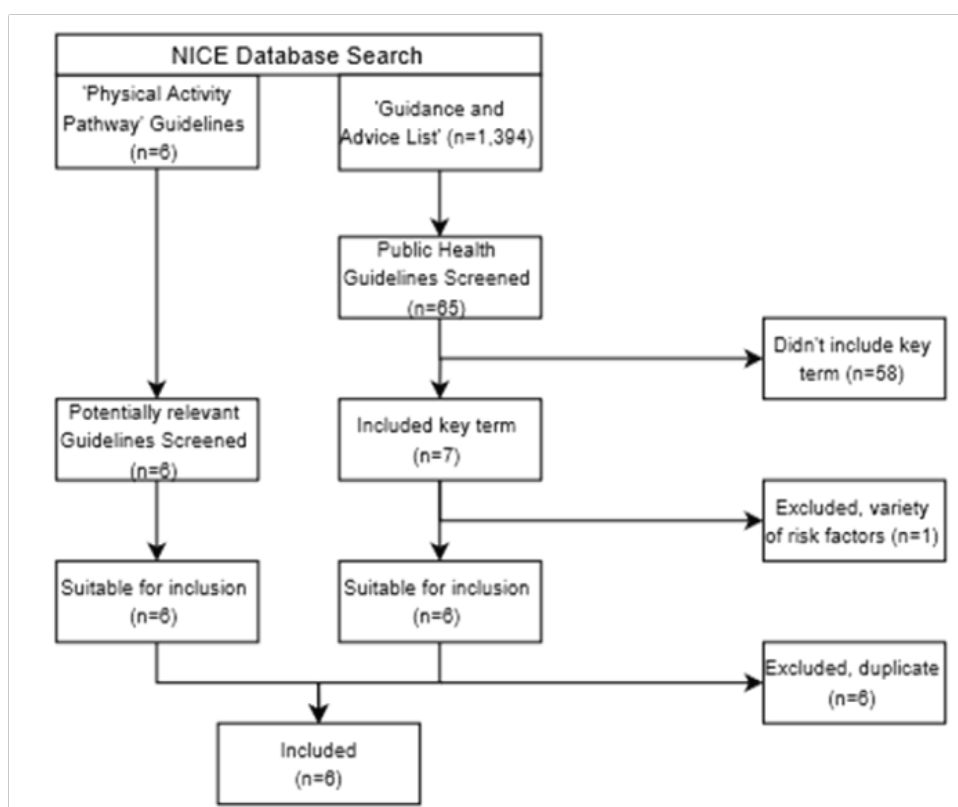 NICE Database Search
'Physical Activity
Pathway' Guidelines
(n=6)
'Guidance and
Advice List' (n=1,394)
Public Health
Guidelines Screened
(n=65)
Didn't include key
term (n=58)
Potentially relevant
Guidelines Screened
(n=6)
Included key term
(n=7)
Excluded, variety
of risk factors (n=1)
Suitable for inclusion
(n=6)
Suitable for inclusion
(n=6)
Excluded, duplicate
(n=6)
Included
(n=6)